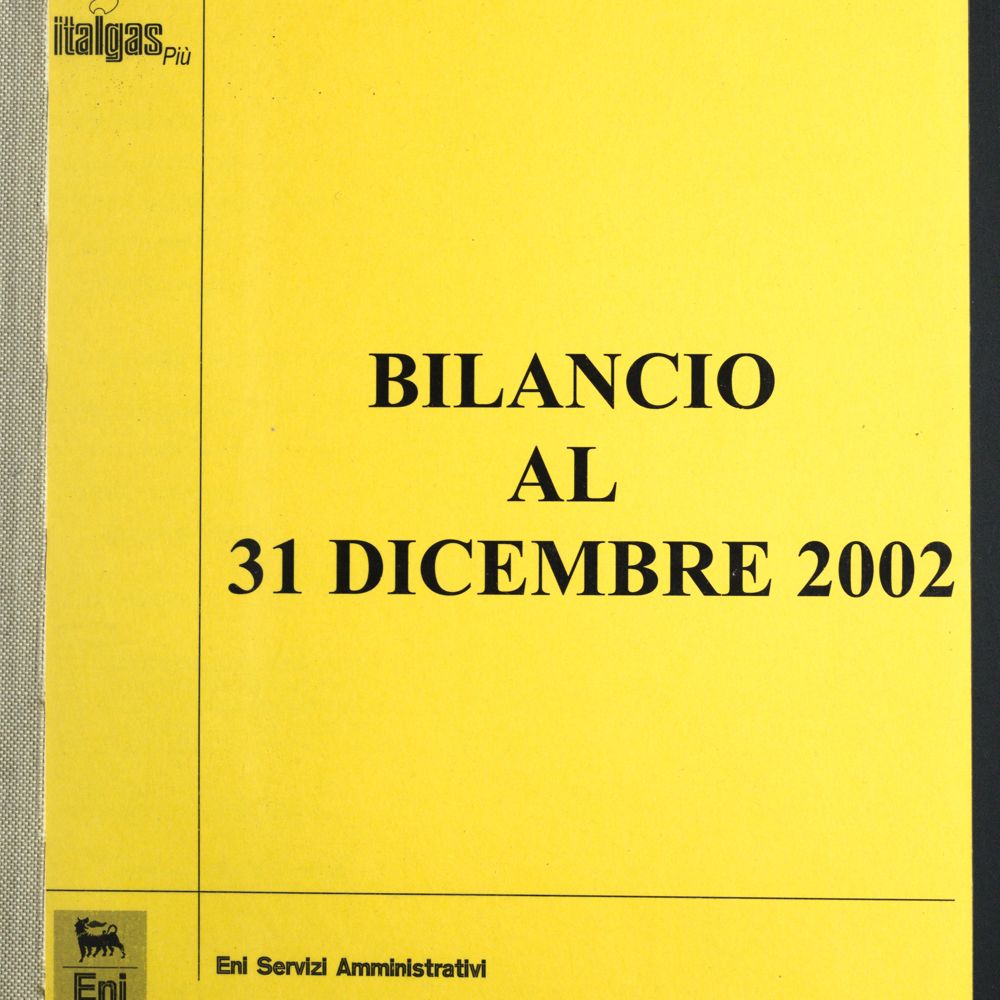 italgas Più
BILANCIO
AL
31 DICEMBRE 2002
Eni Servizi Amministrativi
Eni